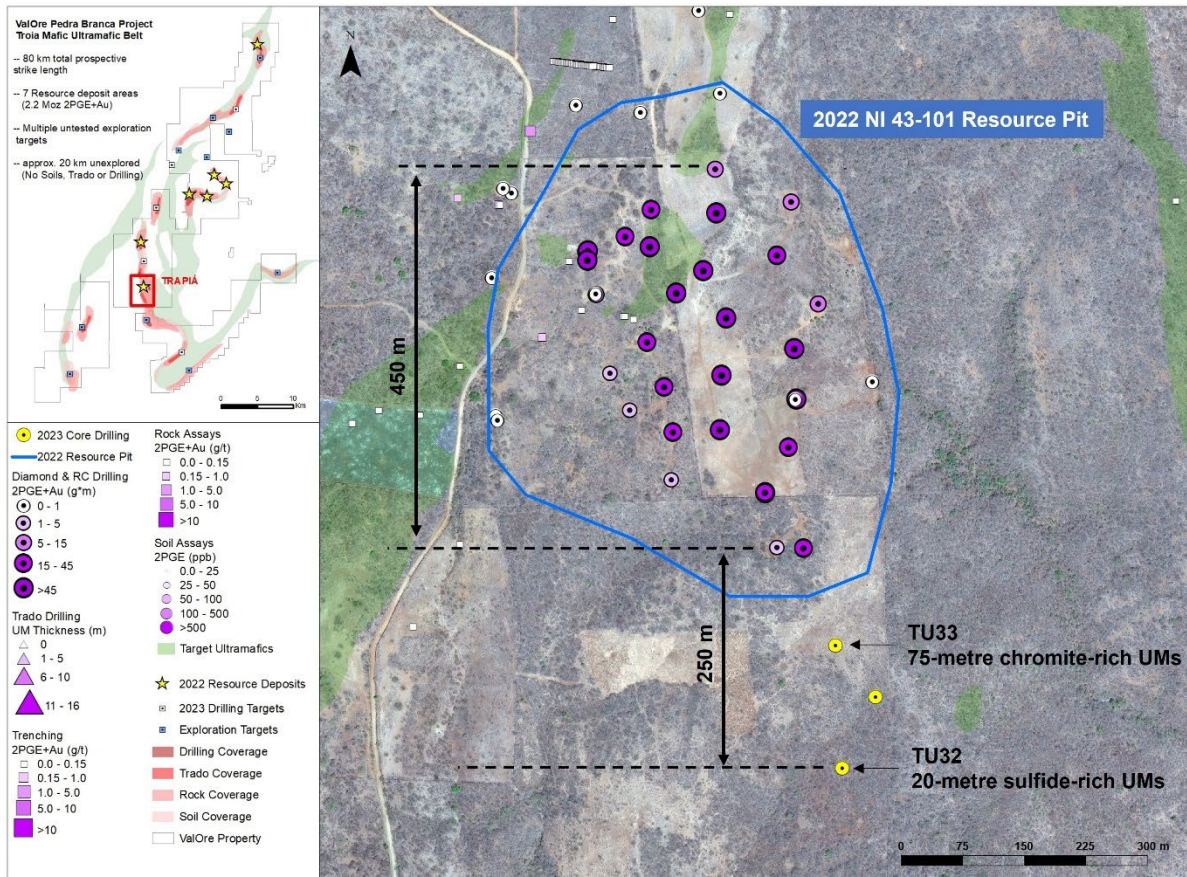 ValOre Pedra Branca Project
Troia Mafic Ultramafic Belt
-- 80 km total prospective
strike length
-- 7 Resource deposit areas
(2.2 Moz 2PGE+Au)
-- Multiple untested exploration
targets
-- approx. 20 km unexplored
(No Soils, Trado or Drilling)
TRAPIÁ
0 5 10
Km
2023 Core Drilling
2022 Resource Pit
Diamond & RC Drilling
2PGE+Au (g*m)
0 - 1
1 - 5
5 - 15
15 - 45
>45
Trado Drilling
UM Thickness (m)
0
1 - 5
6 - 10
11 - 16
Trenching
2PGE+Au (g/t)
0.0 - 0.15
0.15 - 1.0
1.0 - 5.0
5.0 - 10
>10
Rock Assays
2PGE+Au (g/t)
0.0 - 0.15
0.15 - 1.0
1.0 - 5.0
5.0 - 10
>10
Soil Assays
2PGE (ppb)
0.0 - 25
25 - 50
50 - 100
100 - 500
>500
Target Ultramafics
2022 Resource Deposits
2023 Drilling Targets
Exploration Targets
Drilling Coverage
Trado Coverage
Rock Coverage
Soil Coverage
ValOre Property
N
2022 NI 43-101 Resource Pit
450 m
250 m
TU33
75-metre chromite-rich UMs
TU32
20-metre sulfide-rich UMs
0 75 150 225 300 m